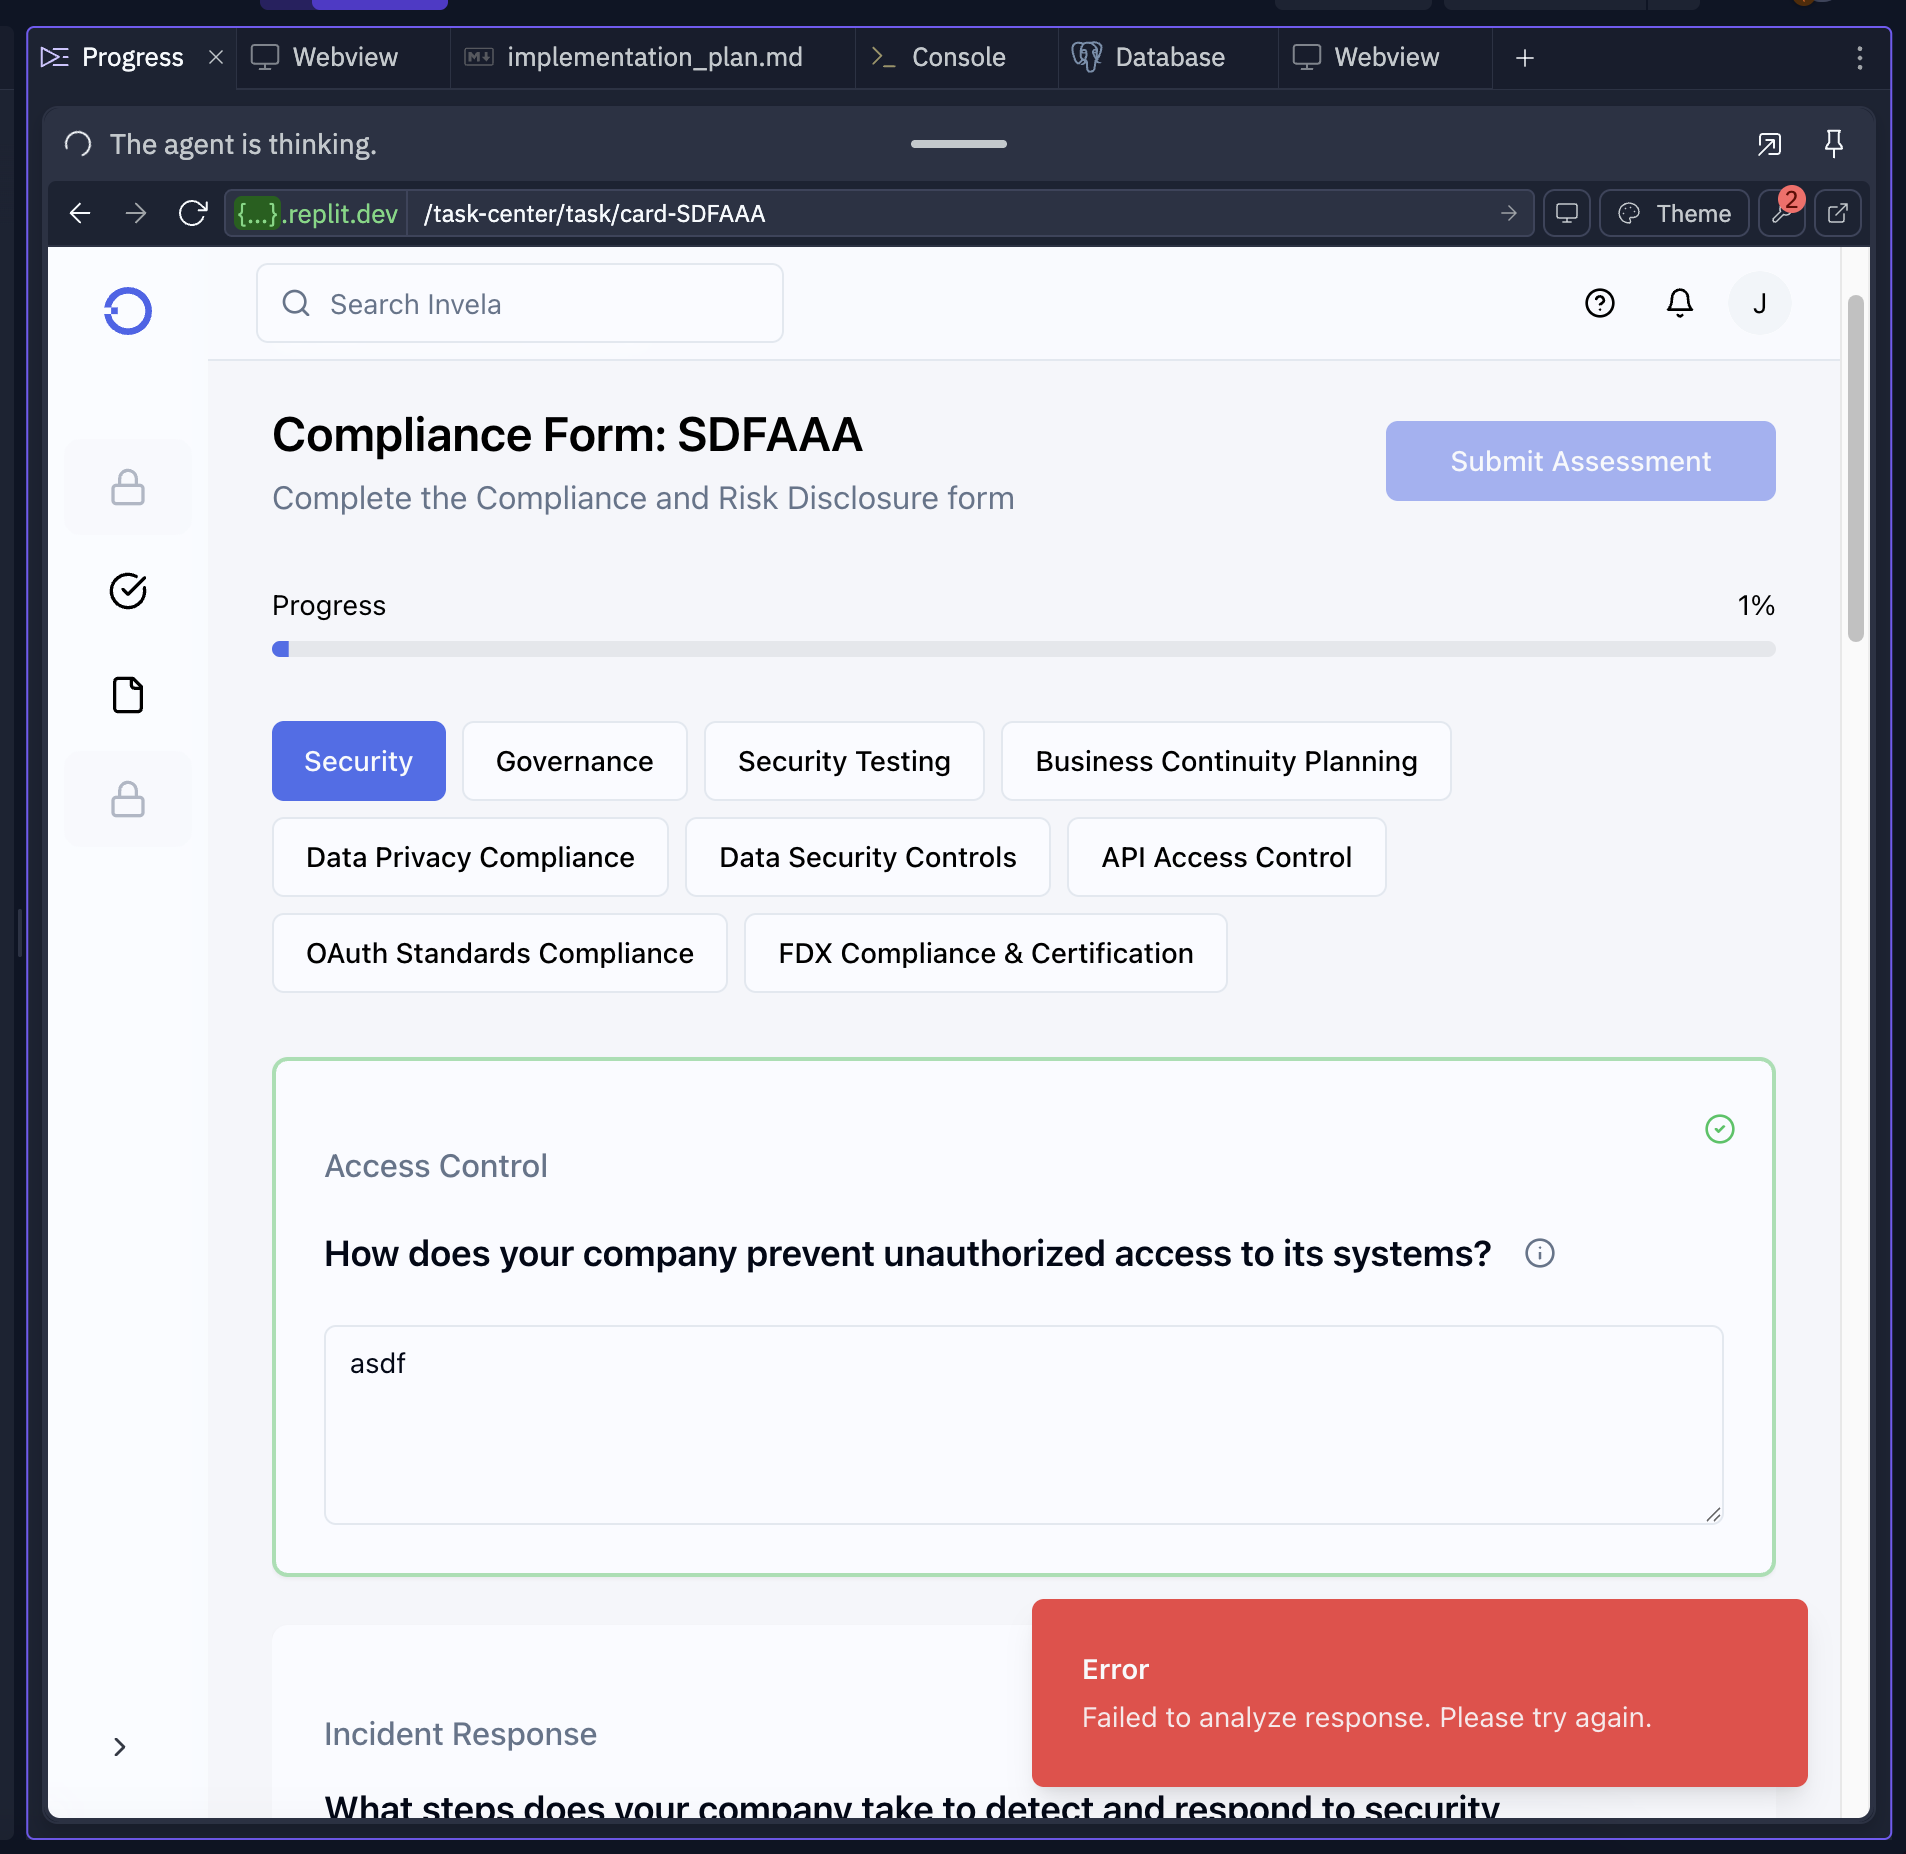 Progress
Webview
implementation_plan.md
Console
Database
Webview
The agent is thinking.
{...}.replit.dev /task-center/task/card-SDFAAA
Theme
2
Search Invela
J
Compliance Form: SDFAAA
Submit Assessment
Complete the Compliance and Risk Disclosure form
Progress
1%
Security
Governance
Security Testing
Business Continuity Planning
Data Privacy Compliance
Data Security Controls
API Access Control
OAuth Standards Compliance
FDX Compliance & Certification
Access Control
How does your company prevent unauthorized access to its systems?
asdf
Error
Failed to analyze response. Please try again.
Incident Response
What steps does your company take to detect and respond to security